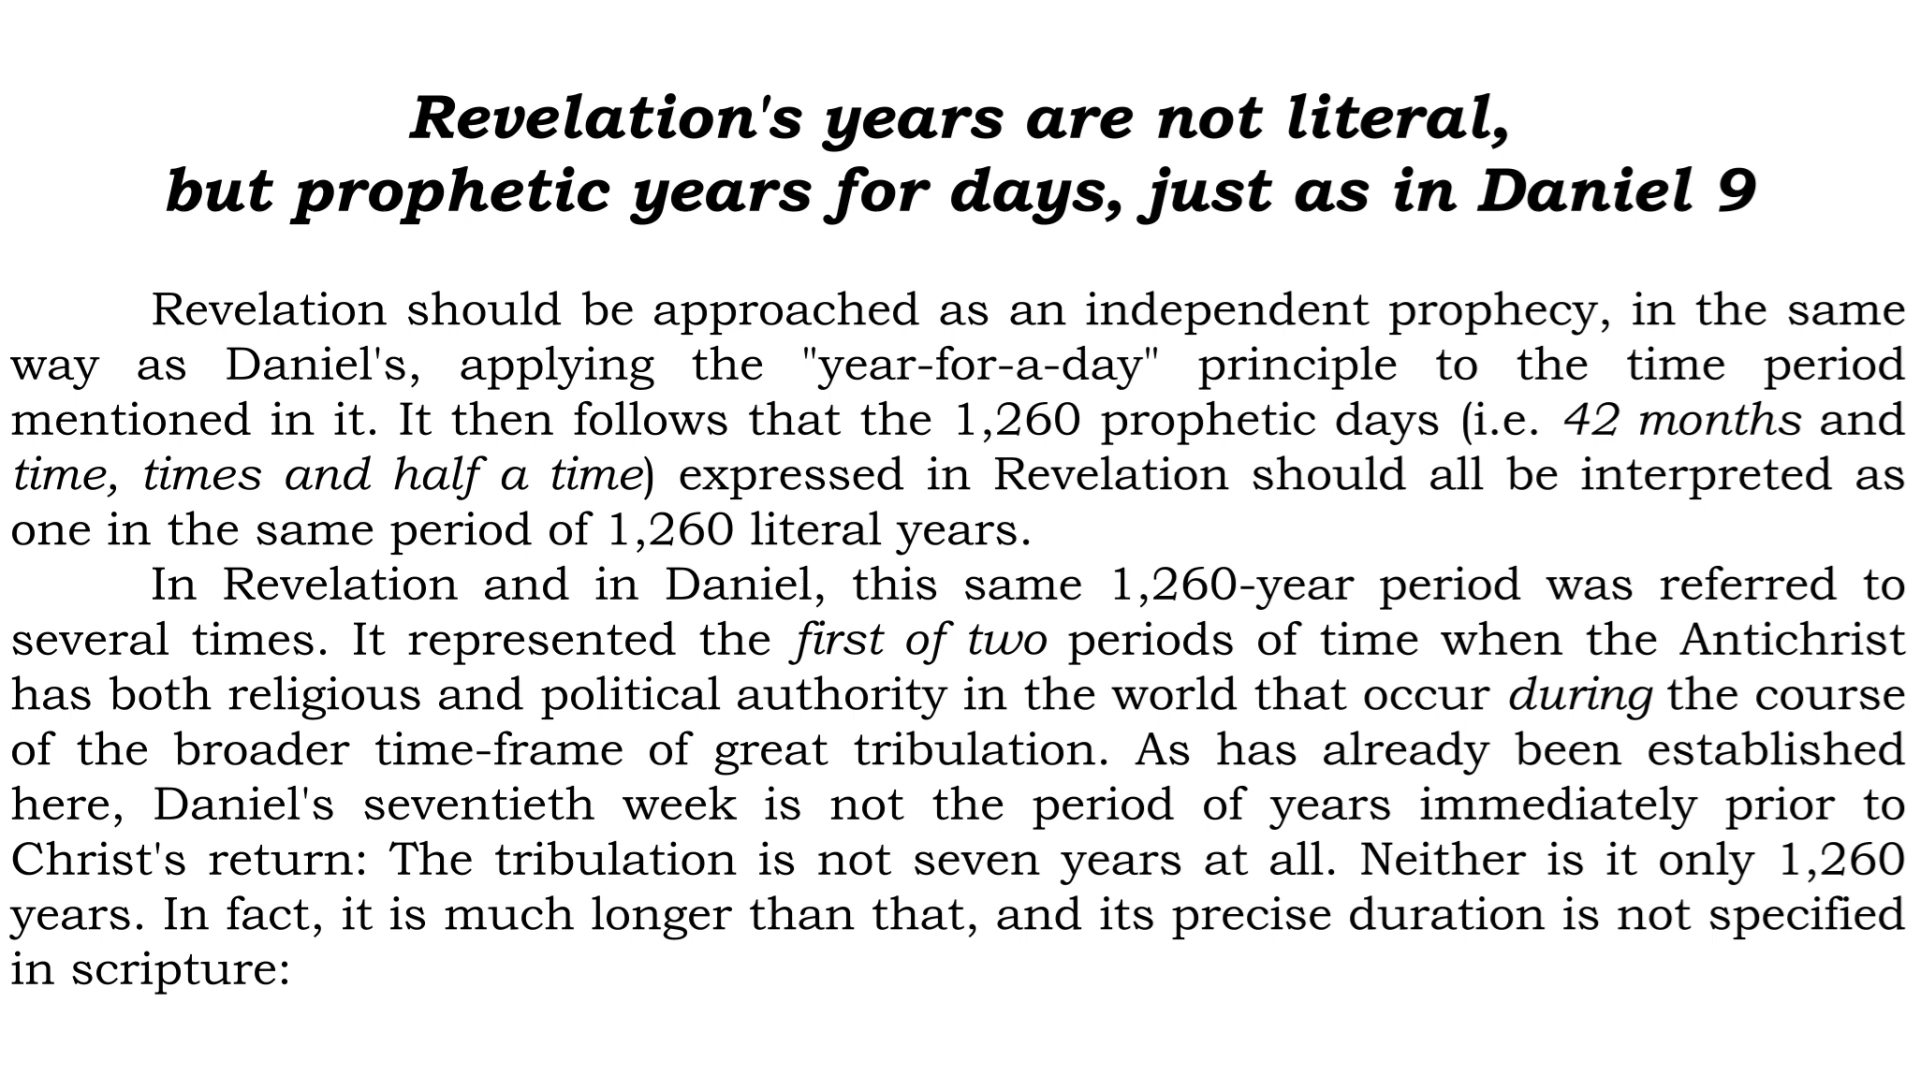 Revelation's years are not literal,
but prophetic years for days, just as in Daniel 9
Revelation should be approached as an independent prophecy, in the same
way as Daniel's, applying the "year-for-a-day" principle to the time period
mentioned in it. It then follows that the 1,260 prophetic days (i.e. 42 months and
time, times and half a time) expressed in Revelation should all be interpreted as
one in the same period of 1,260 literal years.
In Revelation and in Daniel, this same 1,260-year period was referred to
several times. It represented the first of two periods of time when the Antichrist
has both religious and political authority in the world that occur during the course
of the broader time-frame of great tribulation. As has already been established
here, Daniel's seventieth week is not the period of years immediately prior to
Christ's return: The tribulation is not seven years at all. Neither is it only 1,260
years. In fact, it is much longer than that, and its precise duration is not specified
in scripture: